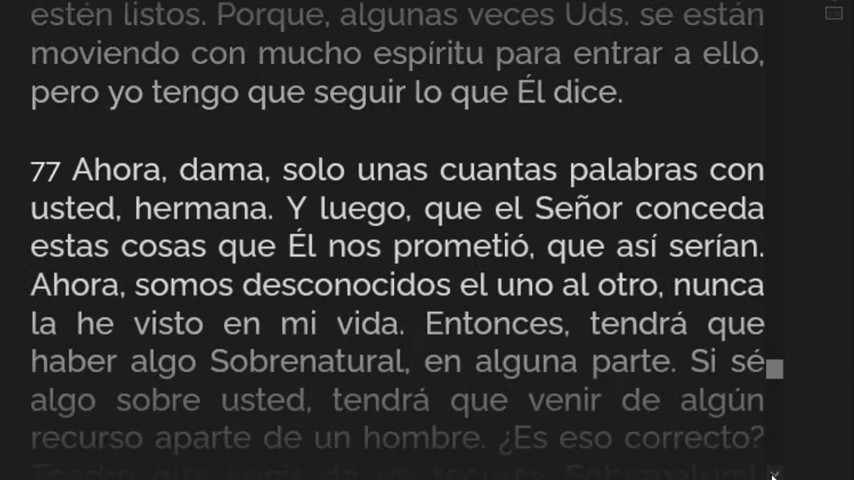 estén listos. Porque, algunas veces Uds. se están
moviendo con mucho espíritu para entrar a ello,
pero yo tengo que seguir lo que Él dice.
77 Ahora, dama, solo unas cuantas palabras con
usted, hermana. Y luego, que el Señor conceda
estas cosas que Él nos prometió, que así serían.
Ahora, somos desconocidos el uno al otro, nunca
la he visto en mi vida. Entonces, tendrá que
haber algo Sobrenatural, en alguna parte. Si sé
algo sobre usted, tendrá que venir de algún
recurso aparte de un hombre. ¿Es eso correcto?